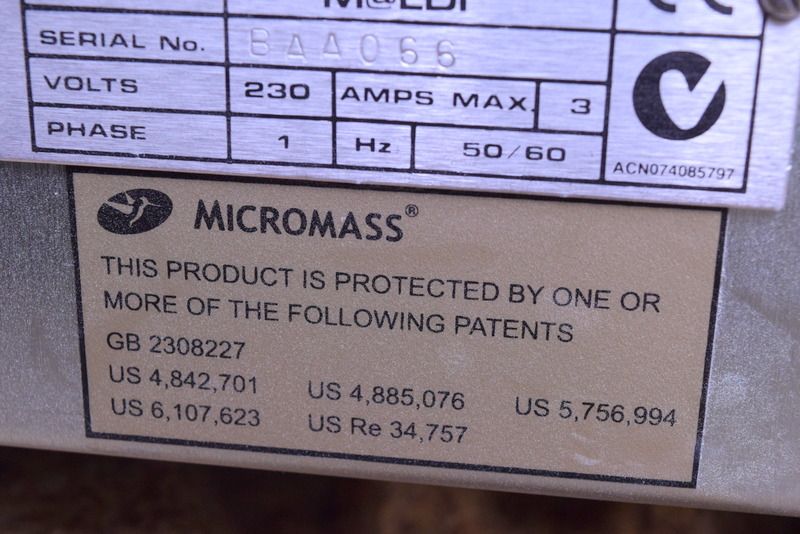 M@LDI
SERIAL No. BAA066
VOLTS 230 AMPS MAX. 3
PHASE 1 Hz 50/60
ACN074085797
MICROMASS®
THIS PRODUCT IS PROTECTED BY ONE OR
MORE OF THE FOLLOWING PATENTS
GB 2308227
US 4,842,701 US 4,885,076 US 5,756,994
US 6,107,623 US Re 34,757